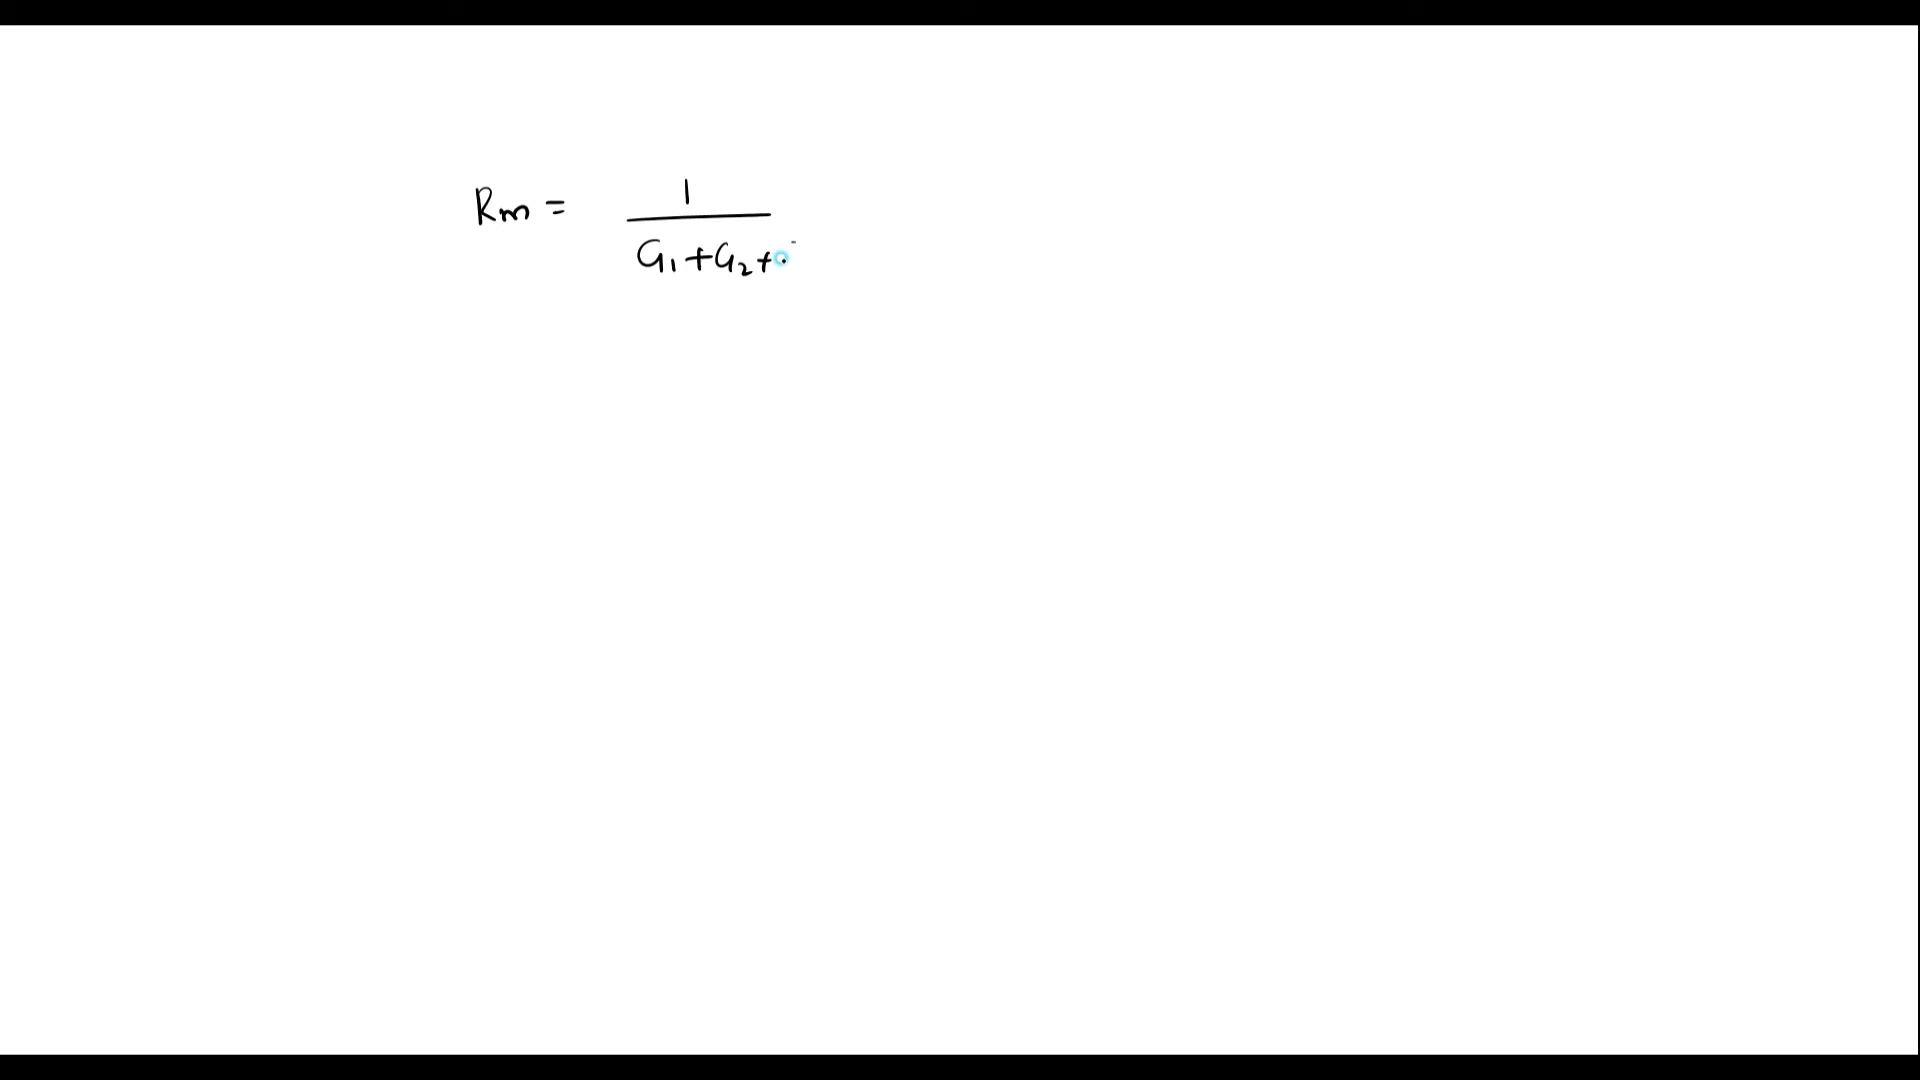 Rm = 1 / G1+G2+.